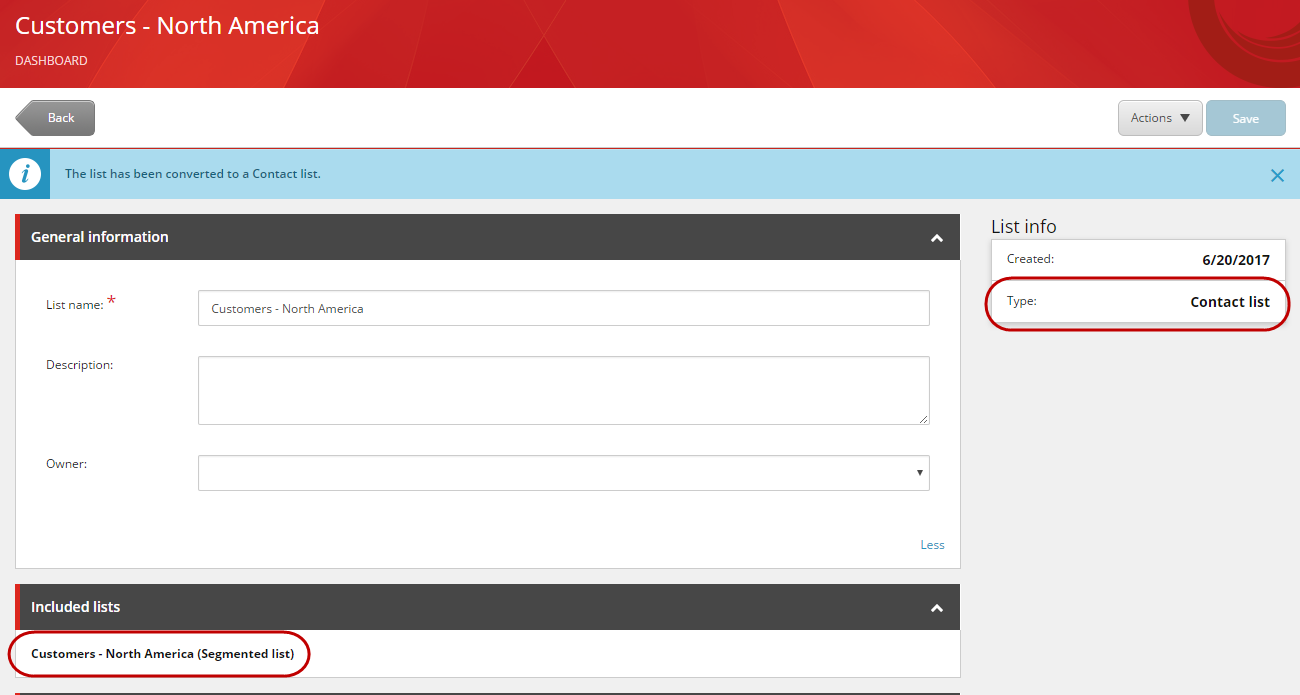 Customers - North America
DASHBOARD
Back
Actions ▼
Save
i
The list has been converted to a Contact list.
General information
List name: *
Customers - North America
Description:
Owner:
Less
Included lists
Customers - North America (Segmented list)
List info
Created: 6/20/2017
Type: Contact list